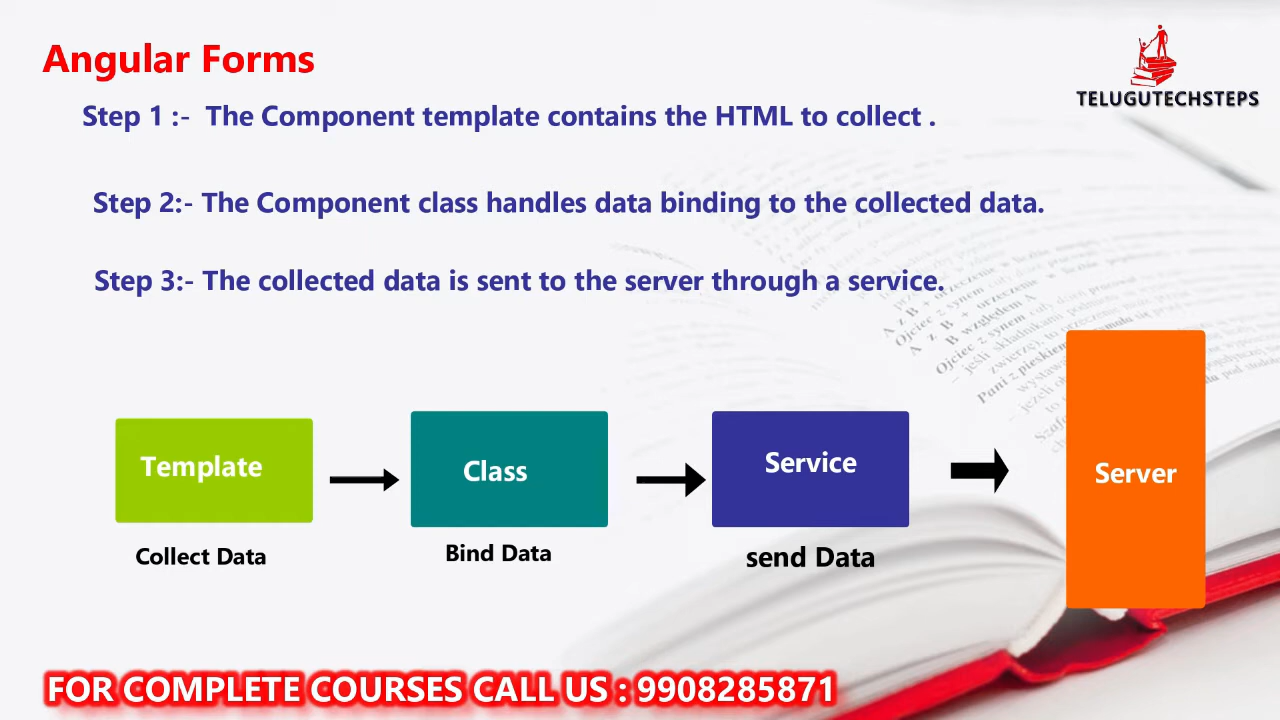 Angular Forms
TELUGUTECHSTEPS
Step 1 :- The Component template contains the HTML to collect .
Step 2:- The Component class handles data binding to the collected data.
Step 3:- The collected data is sent to the server through a service.
Template
Class
Service
Server
Collect Data
Bind Data
send Data
FOR COMPLETE COURSES CALL US : 9908285871